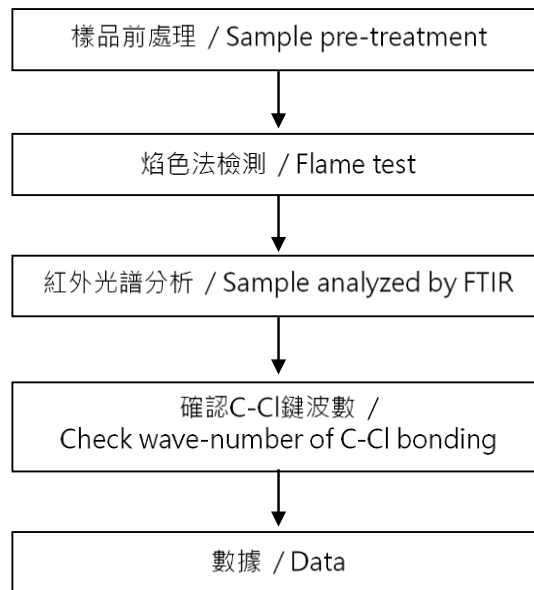 樣品前處理 / Sample pre-treatment
焰色法檢測 / Flame test
紅外光譜分析 / Sample analyzed by FTIR
確認C-Cl鍵波數 /
Check wave-number of C-Cl bonding
數據 / Data